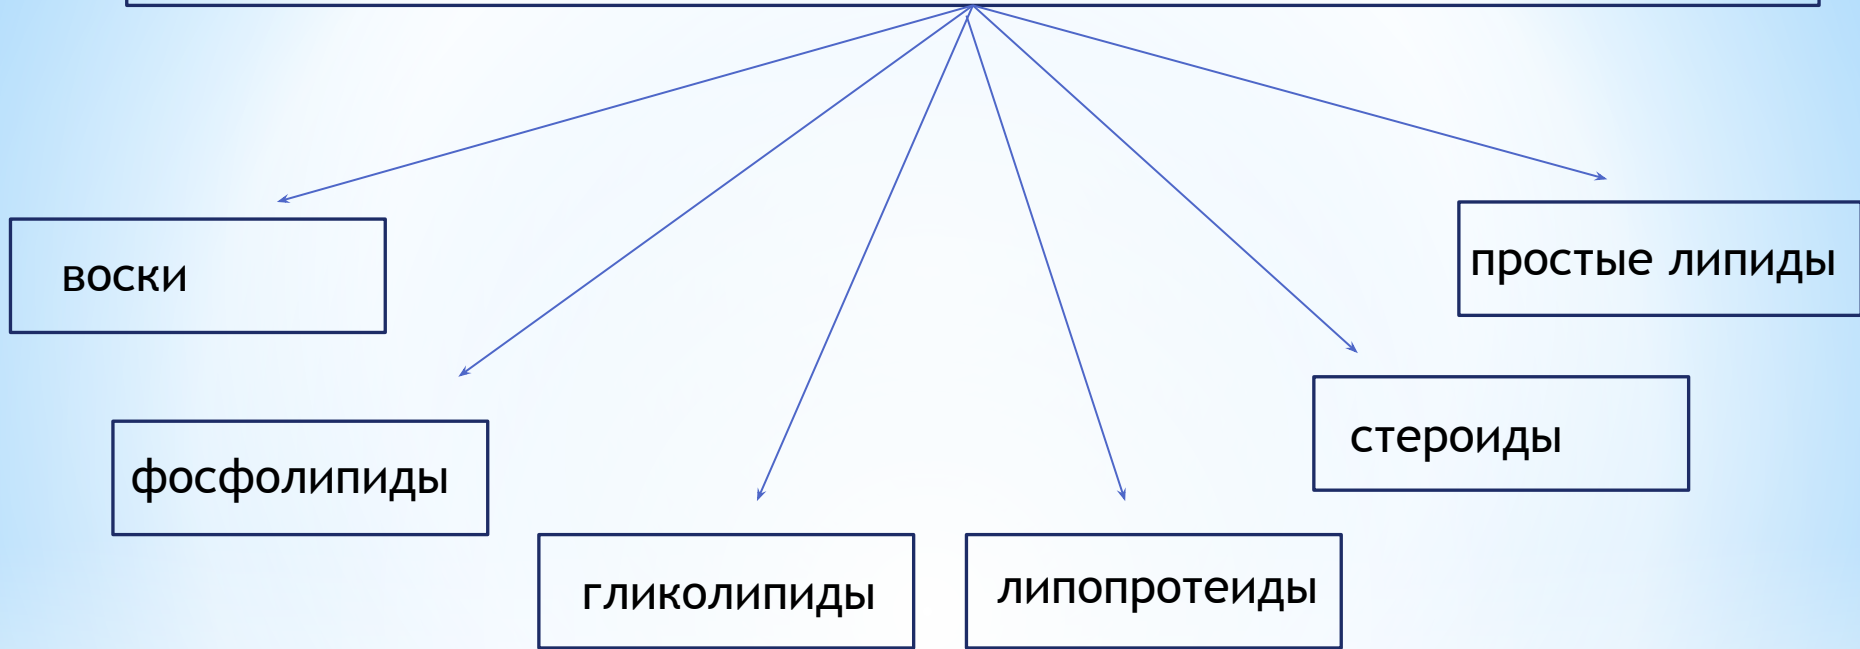 воски
простые липиды
фосфолипиды
стероиды
гликолипиды
липопротеиды